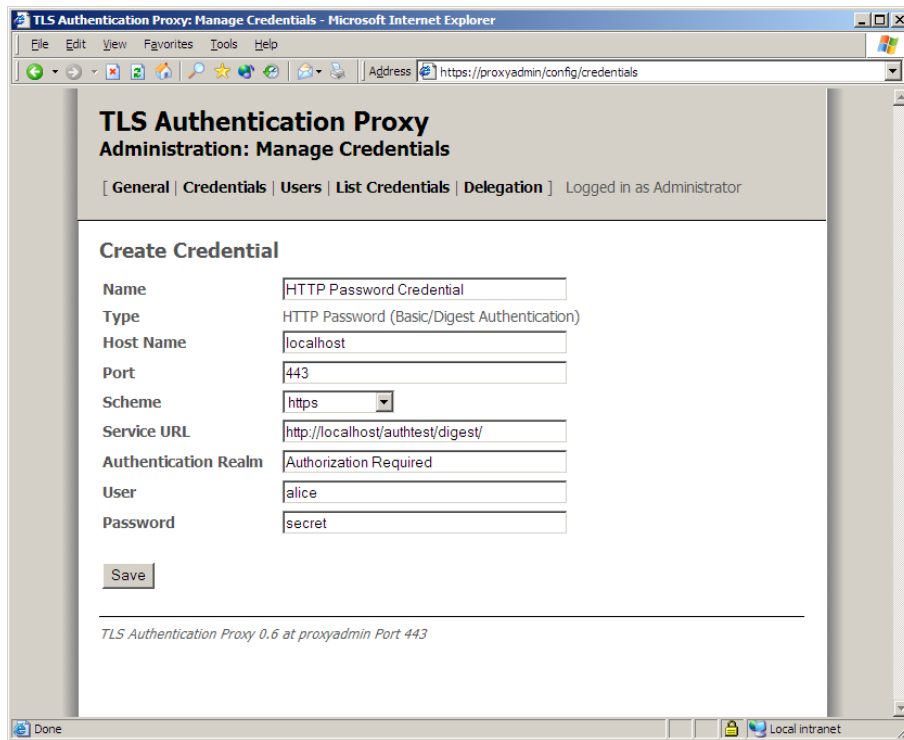 TLS Authentication Proxy: Manage Credentials - Microsoft Internet Explorer
File Edit View Favorites Tools Help
Address https://proxyadmin/config/credentials
TLS Authentication Proxy
Administration: Manage Credentials
[ General | Credentials | Users | List Credentials | Delegation ] Logged in as Administrator
Create Credential
Name HTTP Password Credential
Type HTTP Password (Basic/Digest Authentication)
Host Name localhost
Port 443
Scheme https
Service URL http://localhost/authtest/digest/
Authentication Realm Authorization Required
User alice
Password secret
Save
TLS Authentication Proxy 0.6 at proxyadmin Port 443
Done Local intranet